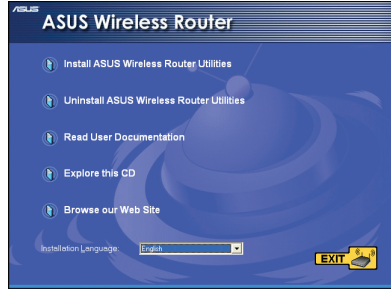 ASUS
ASUS Wireless Router
Install ASUS Wireless Router Utilities
Uninstall ASUS Wireless Router Utilities
Read User Documentation
Explore this CD
Browse our Web Site
Installation Language: English
EXIT